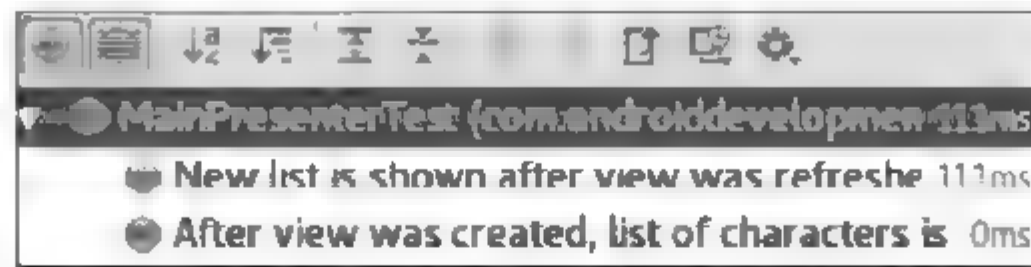 MainPresenterTest (com.androiddevelopmen 111ms
New list is shown after view was refreshe 111ms
After view was created, list of characters is 0ms